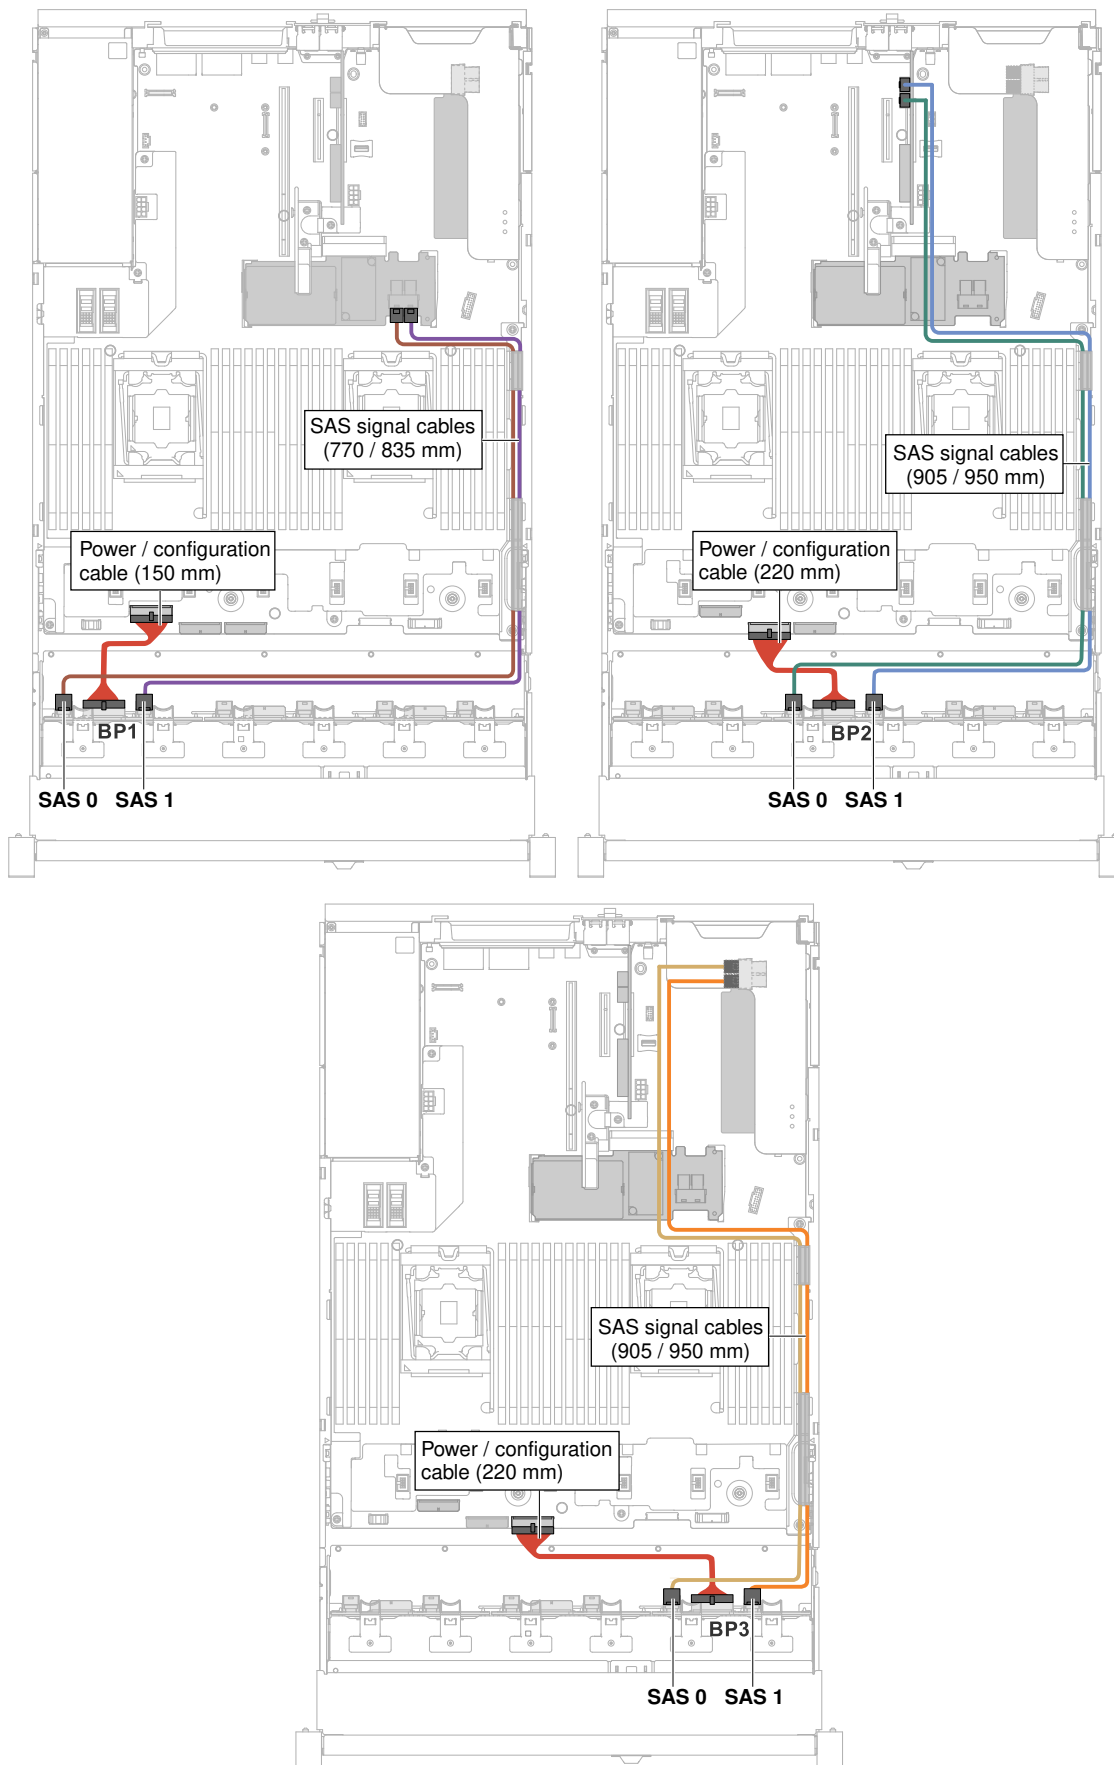 SAS signal cables
(770 / 835 mm)
Power / configuration
cable (150 mm)
BP1
SAS 0 SAS 1
SAS signal cables
(905 / 950 mm)
Power / configuration
cable (220 mm)
BP2
SAS 0 SAS 1
SAS signal cables
(905 / 950 mm)
Power / configuration
cable (220 mm)
BP3
SAS 0 SAS 1